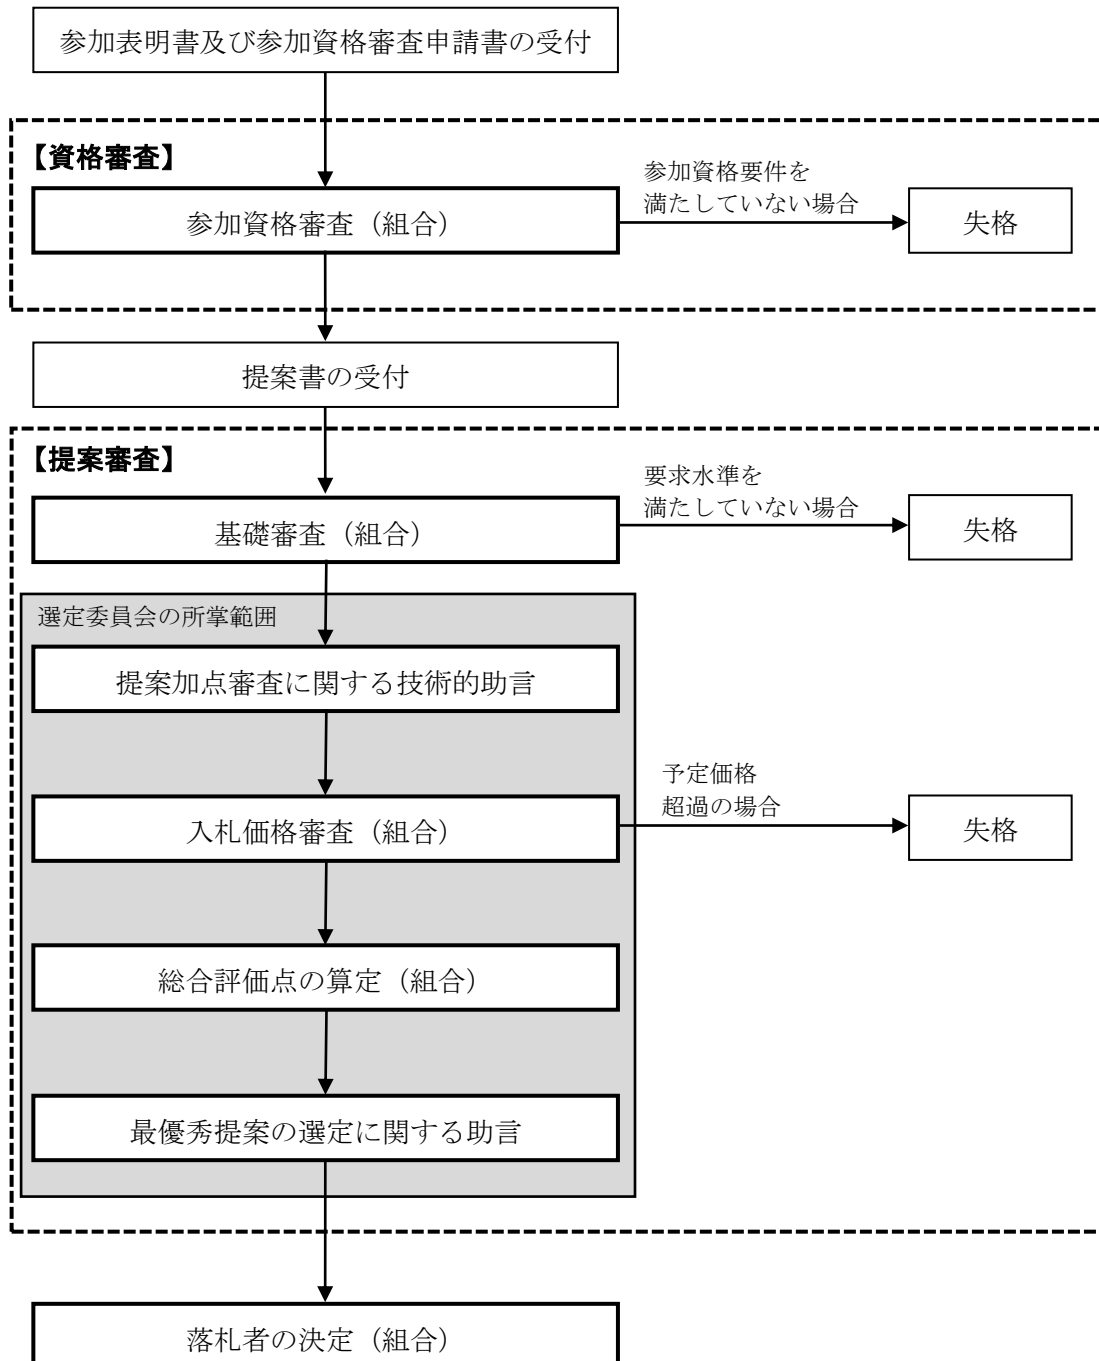 参加表明書及び参加資格審査申請書の受付
【資格審査】
参加資格要件を
満たしていない場合
参加資格審査（組合）
失格
提案書の受付
【提案審査】
要求水準を
満たしていない場合
基礎審査（組合）
失格
選定委員会の所掌範囲
提案加点審査に関する技術的助言
予定価格
超過の場合
入札価格審査（組合）
失格
総合評価点の算定（組合）
最優秀提案の選定に関する助言
落札者の決定（組合）